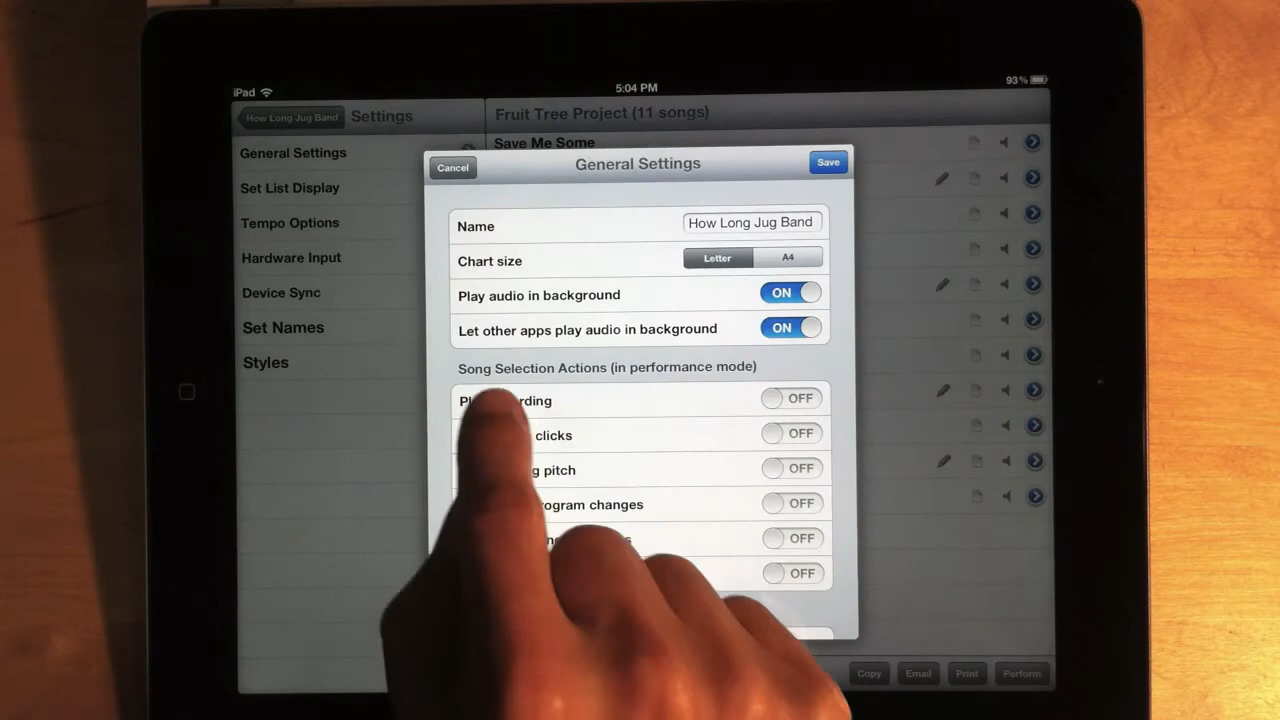 iPad 5:04 PM 93%
How Long Jug Band Settings Fruit Tree Project (11 songs)
General Settings
Set List Display
Tempo Options
Hardware Input
Device Sync
Set Names
Styles
Save Me Some
Cancel General Settings Save
Name How Long Jug Band
Chart size Letter A4
Play audio in background ON
Let other apps play audio in background ON
Song Selection Actions (in performance mode)
OFF
clicks OFF
pitch OFF
changes OFF
OFF
OFF
Copy Email Print Perform